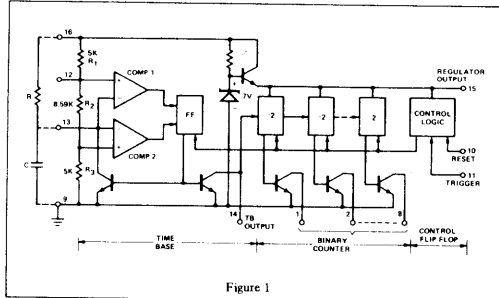 16
5K
R1
12
8.59K
R2
R
13
C
5K
R3
9
COMP 1
COMP 2
FF
7V
÷2
÷2
2
CONTROL
LOGIC
REGULATOR
OUTPUT
15
10
RESET
11
TRIGGER
14
TB
OUTPUT
1
2
8
TIME
BASE
BINARY
COUNTER
CONTROL
FLIP FLOP
Figure 1